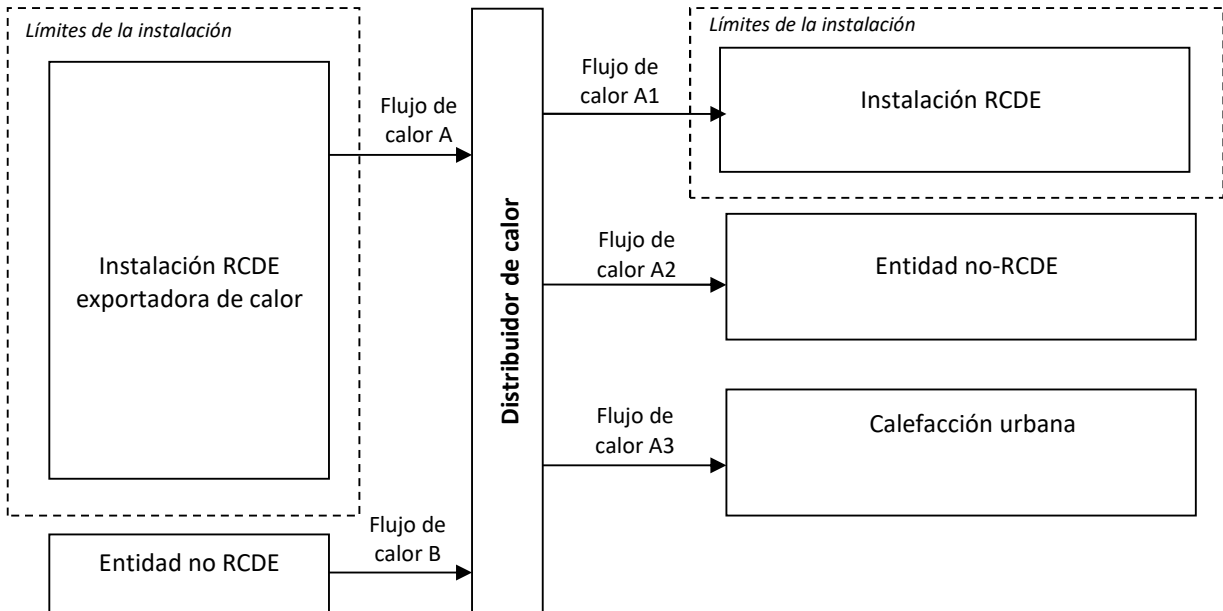 Límites de la instalación
Instalación RCDE
exportadora de calor
Flujo de
calor A
Entidad no RCDE
Flujo de
calor B
Distribuidor de calor
Flujo de
calor A1
Límites de la instalación
Instalación RCDE
Flujo de
calor A2
Entidad no-RCDE
Flujo de
calor A3
Calefacción urbana